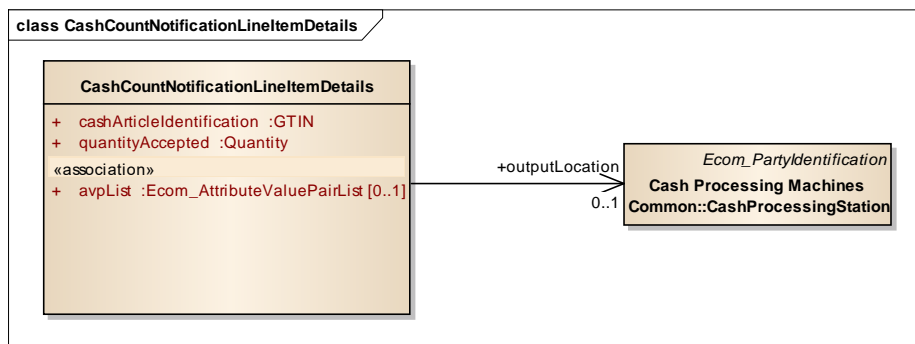 class CashCountNotificationLineItemDetails
CashCountNotificationLineItemDetails
+ cashArticleIdentification :GTIN
+ quantityAccepted :Quantity
«association»
+ avpList :Ecom_AttributeValuePairList [0..1]
+outputLocation
0..1
Ecom_PartyIdentification
Cash Processing Machines
Common::CashProcessingStation